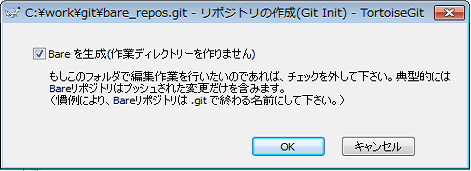 C:¥work¥git¥bare_repos.git - リポジトリの作成(Git Init) - TortoiseGit
Bare を生成(作業ディレクトリーを作りません)
もしこのフォルダで編集作業を行いたいのであれば、チェックを外して下さい。典型的には
Bareリポジトリはプッシュされた変更だけを含みます。
(慣例により、Bareリポジトリは .git で終わる名前にして下さい。)
OK
キャンセル